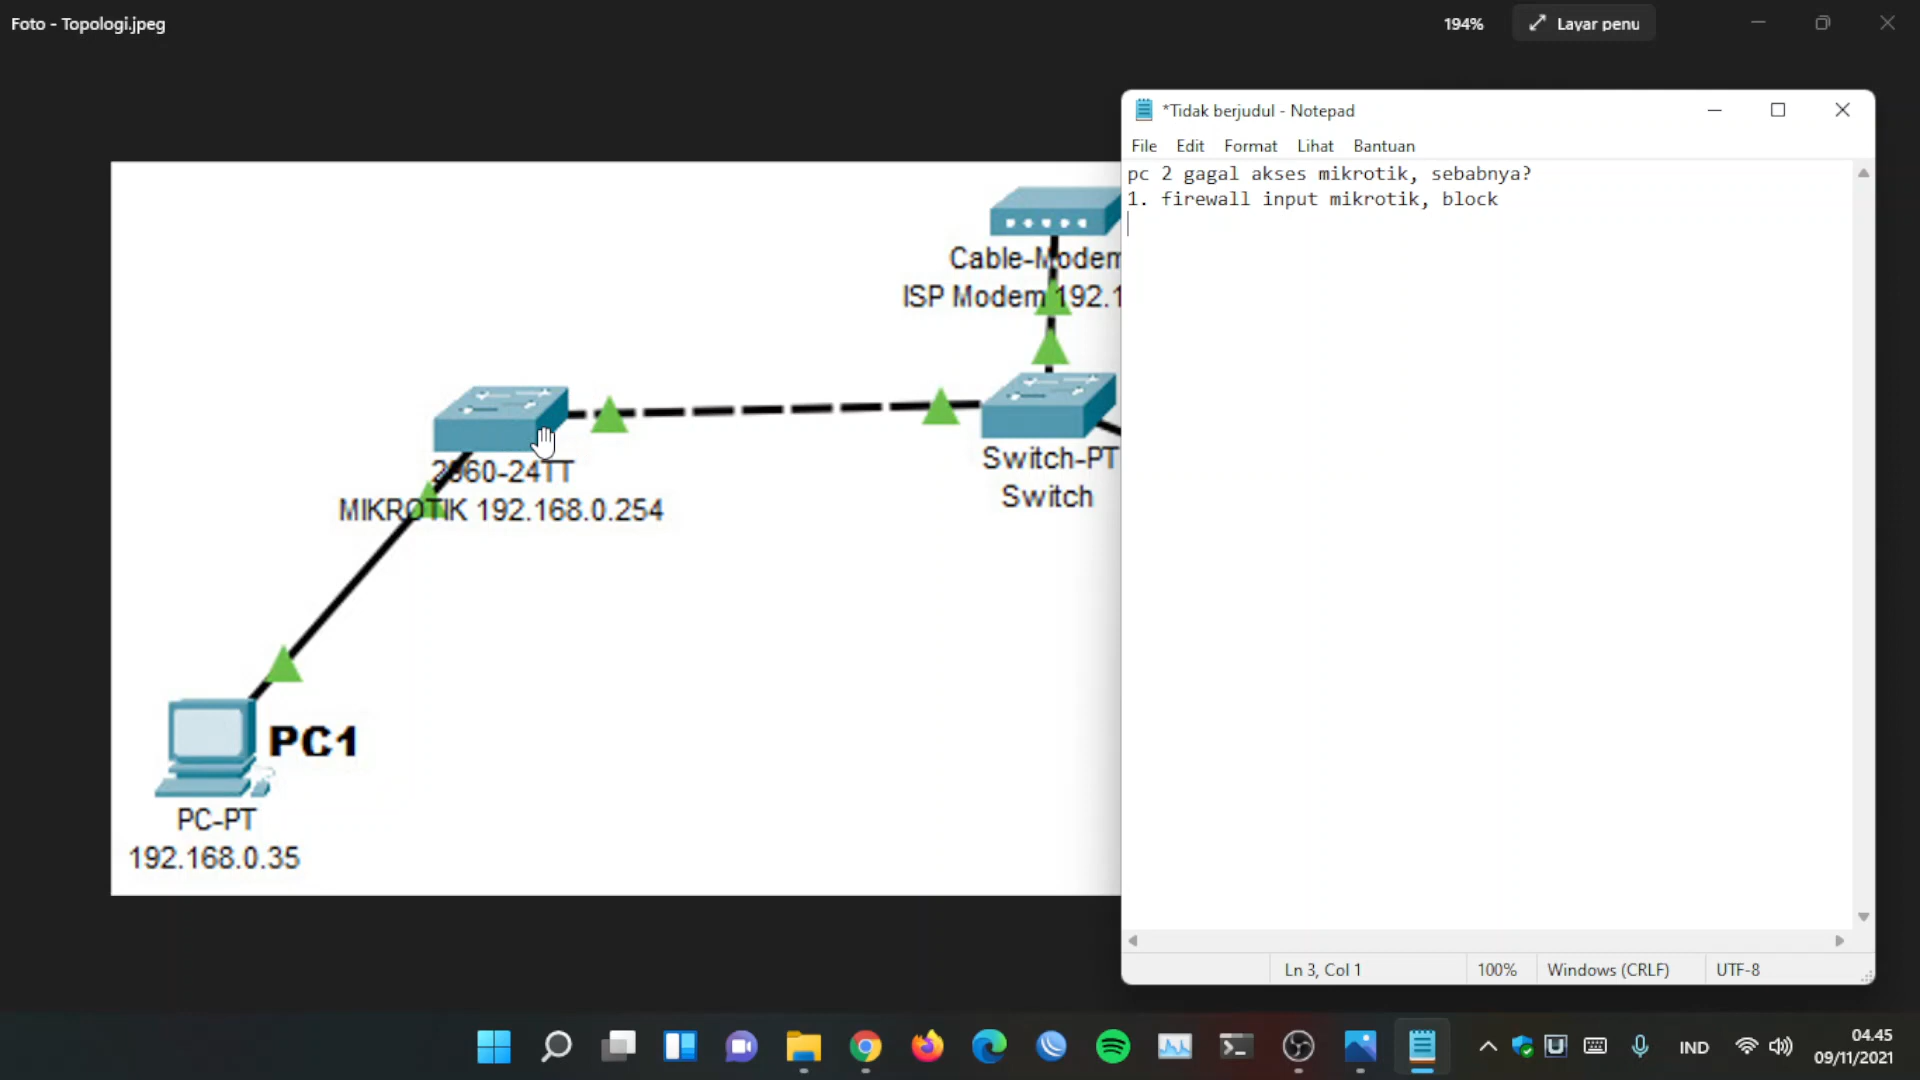 Foto - Topologi.jpeg
194%
Layar penu
*Tidak berjudul - Notepad
File Edit Format Lihat Bantuan
pc 2 gagal akses mikrotik, sebabnya?
1. firewall input mikrotik, block
Cable-Modem
ISP Modem 192.1
2960-24TT
MIKROTIK 192.168.0.254
Switch-PT
Switch
PC1
PC-PT
192.168.0.35
Ln 3, Col 1
100%
Windows (CRLF)
UTF-8
IND
04.45
09/11/2021